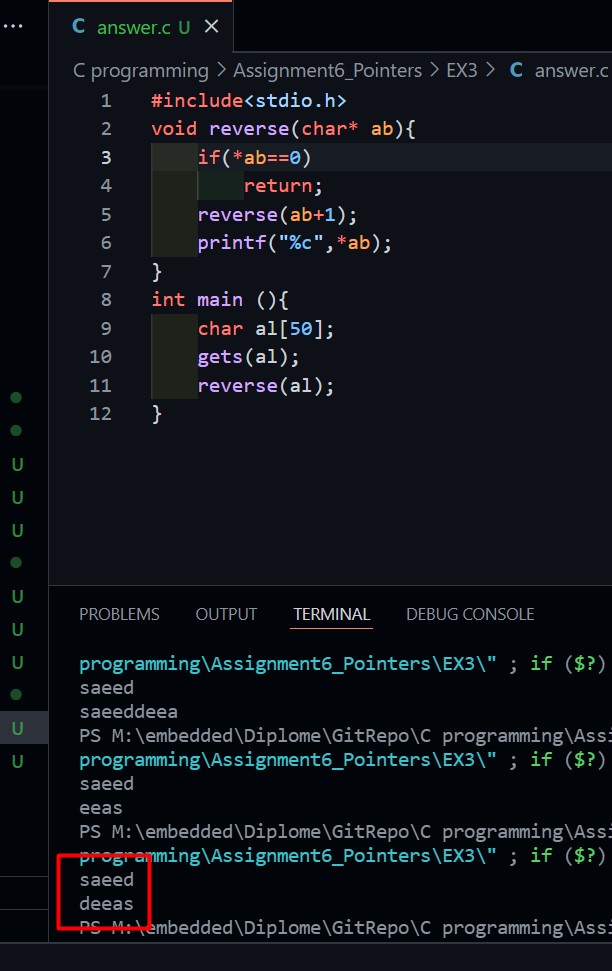 ... C answer.c U ×
C programming > Assignment6_Pointers > EX3 > C answer.c
1 #include<stdio.h>
2 void reverse(char* ab){
3 if(*ab==0)
4 return;
5 reverse(ab+1);
6 printf("%c",*ab);
7 }
8 int main (){
9 char al[50];
10 gets(al);
11 reverse(al);
12 }
U
U
U
U
U
U
U
U
PROBLEMS OUTPUT TERMINAL DEBUG CONSOLE
programming\Assignment6_Pointers\EX3\" ; if ($?)
saeed
saeeddeea
PS M:\embedded\Diplome\GitRepo\C programming\Assi
programming\Assignment6_Pointers\EX3\" ; if ($?)
saeed
eeas
PS M:\embedded\Diplome\GitRepo\C programming\Assi
programming\Assignment6_Pointers\EX3\" ; if ($?)
saeed
deeas
PS M:\embedded\Diplome\GitRepo\C programming\Assi